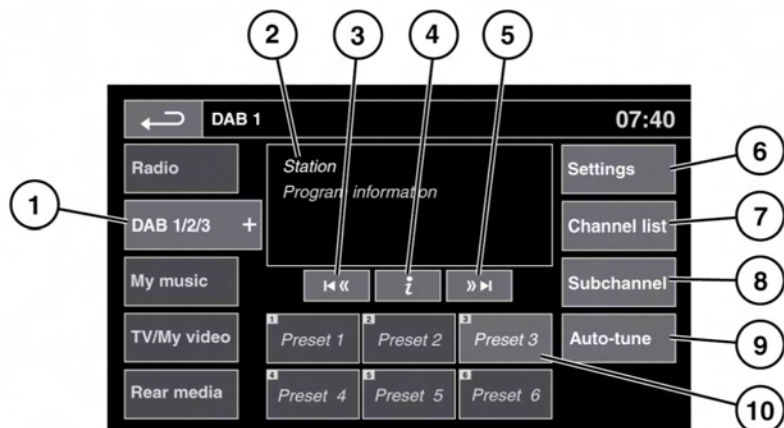 2 3 4 5
DAB 1 07:40
Radio
Station
Settings
6
Program information
1
DAB 1/2/3 +
Channel list
7
My music
i
Subchannel
8
TV/My video
1 Preset 1
2 Preset 2
3 Preset 3
Auto-tune
9
Rear media
4 Preset 4
5 Preset 5
6 Preset 6
10